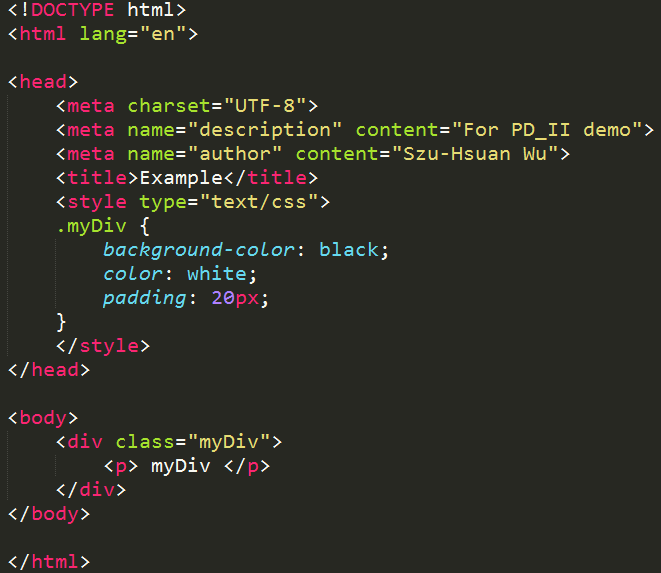 <!DOCTYPE html>
<html lang="en">
<head>
<meta charset="UTF-8">
<meta name="description" content="For PD_II demo">
<meta name="author" content="Szu-Hsuan Wu">
<title>Example</title>
<style type="text/css">
.myDiv {
background-color: black;
color: white;
padding: 20px;
}
</style>
</head>
<body>
<div class="myDiv">
<p> myDiv </p>
</div>
</body>
</html>